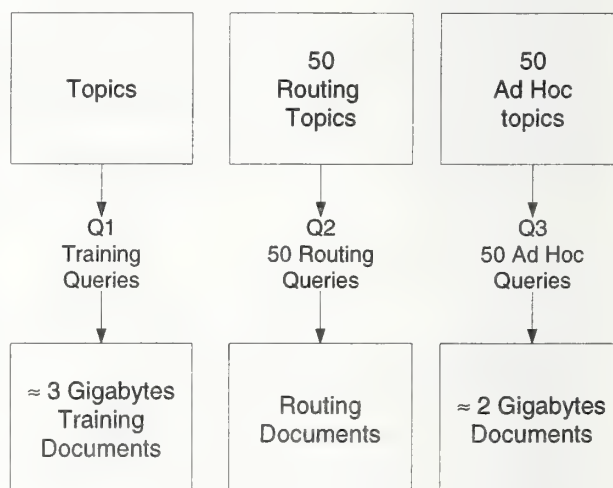 Topics
50
Routing
Topics
50
Ad Hoc
topics
Q1
Training
Queries
Q2
50 Routing
Queries
Q3
50 Ad Hoc
Queries
≈ 3 Gigabytes
Training
Documents
Routing
Documents
≈ 2 Gigabytes
Documents